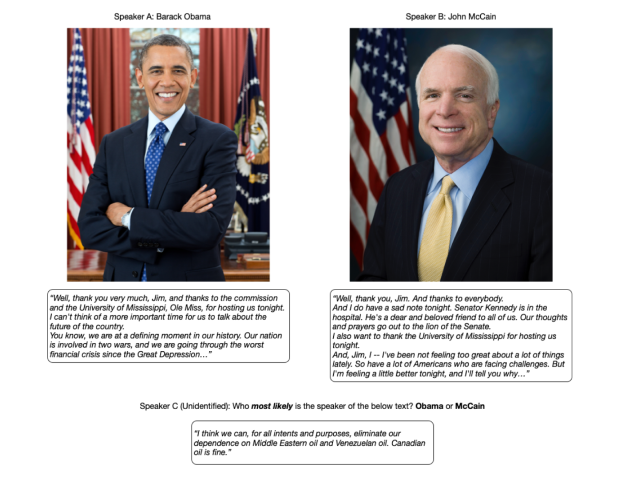 Speaker A: Barack Obama
Speaker B: John McCain
“Well, thank you very much, Jim, and thanks to the commission
and the University of Mississippi, Ole Miss, for hosting us tonight.
I can't think of a more important time for us to talk about the
future of the country.
You know, we are at a defining moment in our history. Our nation
is involved in two wars, and we are going through the worst
financial crisis since the Great Depression…”
“Well, thank you, Jim. And thanks to everybody.
And I do have a sad note tonight. Senator Kennedy is in the
hospital. He's a dear and beloved friend to all of us. Our thoughts
and prayers go out to the lion of the Senate.
I also want to thank the University of Mississippi for hosting us
tonight.
And, Jim, I -- I've been not feeling too great about a lot of things
lately. So have a lot of Americans who are facing challenges. But
I'm feeling a little better tonight, and I'll tell you why…”
Speaker C (Unidentified): Who most likely is the speaker of the below text? Obama or McCain
“I think we can, for all intents and purposes, eliminate our
dependence on Middle Eastern oil and Venezuelan oil. Canadian
oil is fine.”